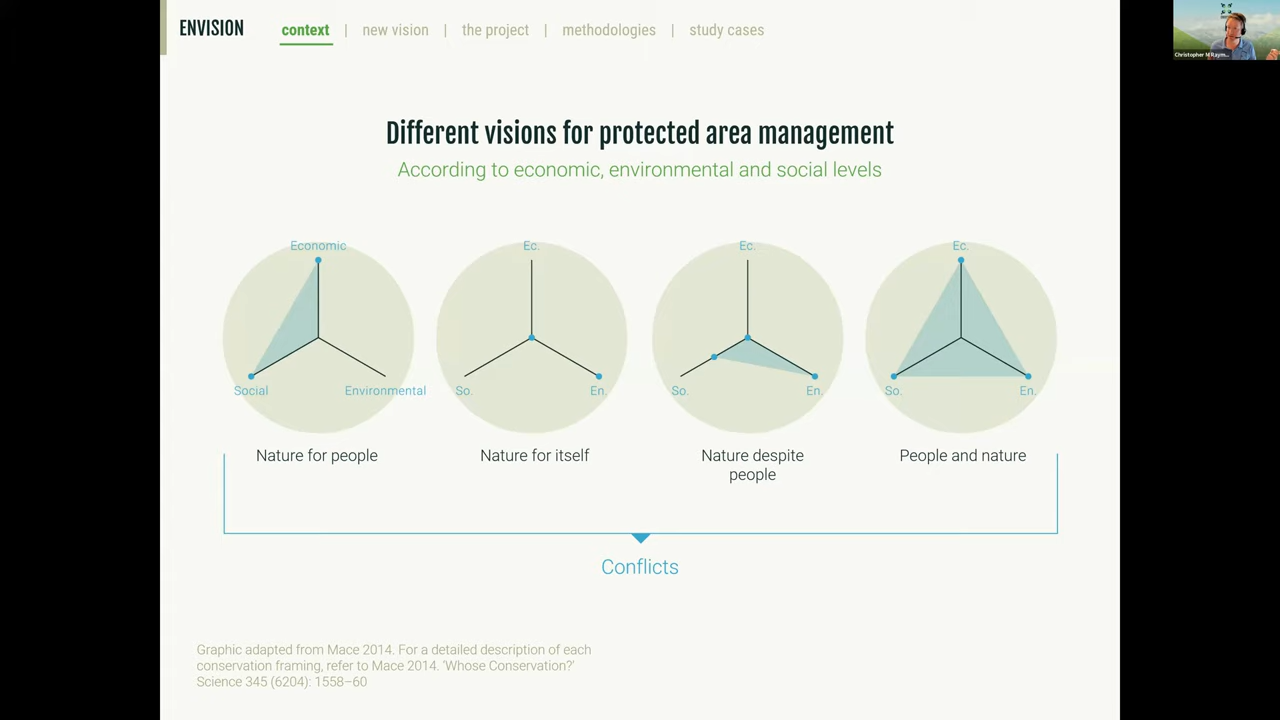 ENVISION
context | new vision | the project | methodologies | study cases
Christopher M Raym...
Different visions for protected area management
According to economic, environmental and social levels
Economic
Social
Environmental
Ec.
So.
En.
Ec.
So.
En.
Ec.
So.
En.
Nature for people
Nature for itself
Nature despite
people
People and nature
Conflicts
Graphic adapted from Mace 2014. For a detailed description of each
conservation framing, refer to Mace 2014. 'Whose Conservation?'
Science 345 (6204): 1558–60